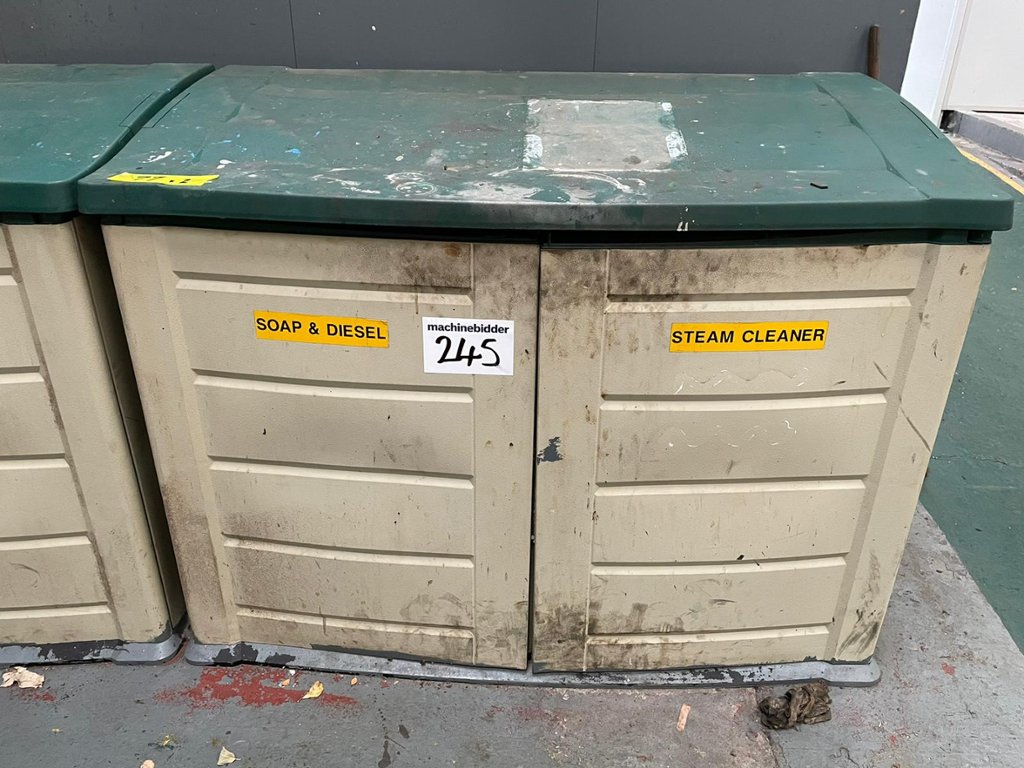 SOAP & DIESEL
machinebidder
245
STEAM CLEANER